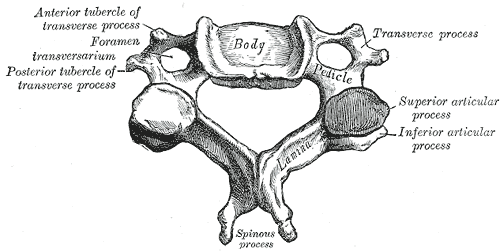 Anterior tubercle of
transverse process
Foramen
transversarium
Posterior tubercle of
transverse process
Body
Transverse process
Pedicle
Superior articular
process
Inferior articular
process
Lamina
Spinous
process